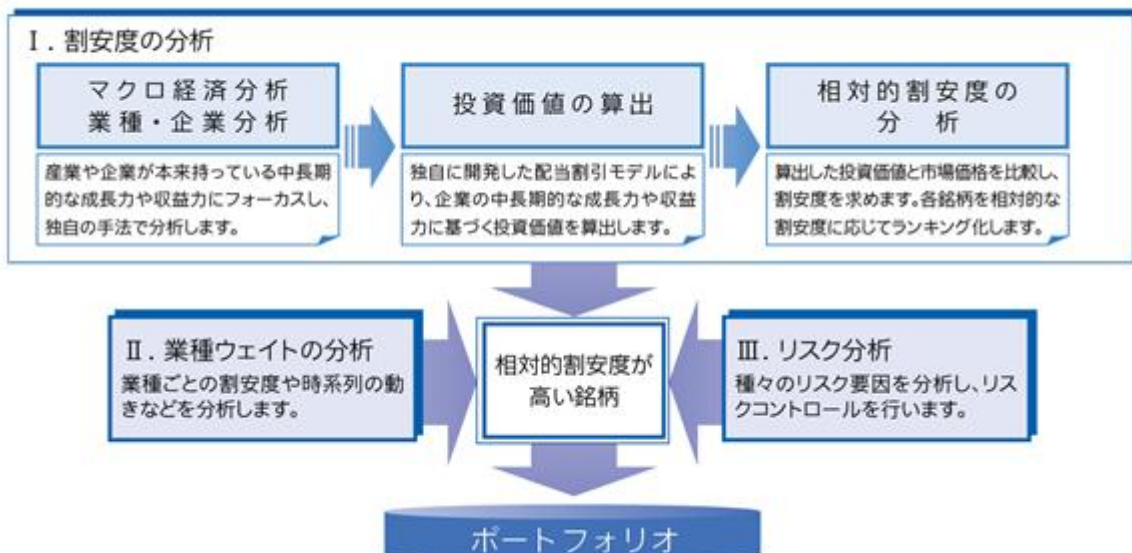 Ⅰ. 割安度の分析
マクロ経済分析
業種・企業分析
産業や企業が本来持っている中長期
的な成長力や収益力にフォーカスし、
独自の手法で分析します。
投資価値の算出
独自に開発した配当割引モデルによ
り、企業の中長期的な成長力や収益
力に基づく投資価値を算出します。
相対的割安度の
分 析
算出した投資価値と市場価格を比較し、
割安度を求めます。各銘柄を相対的な
割安度に応じてランキング化します。
Ⅱ. 業種ウェイトの分析
業種ごとの割安度や時系列の動
きなどを分析します。
相対的割安度が
高い銘柄
Ⅲ. リスク分析
種々のリスク要因を分析し、リス
クコントロールを行います。
ポートフォリオ